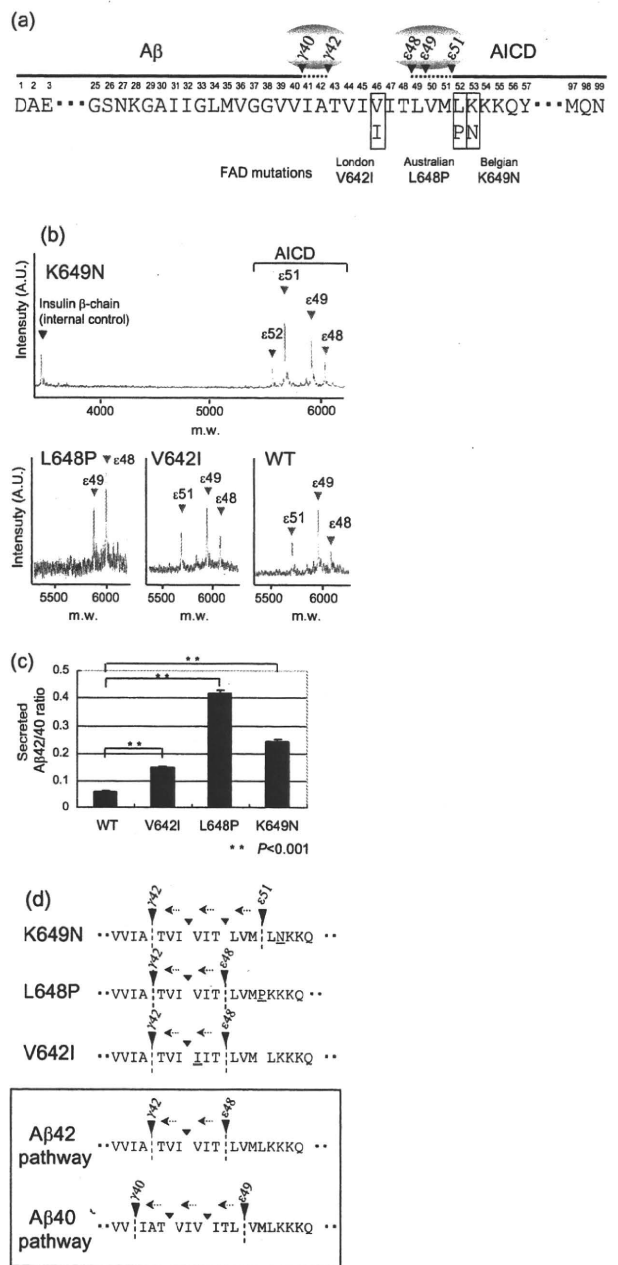 (a)
Aβ γ40 γ42 ε48 ε49 ε51 AICD
1 2 3 25 26 27 28 29 30 31 32 33 34 35 36 37 38 39 40 41 42 43 44 45 46 47 48 49 50 51 52 53 54 55 56 57 97 98 99
DAE···GSNKGAIIGLMVGGVVIATVIVITLVMLKKKQY···MQN
I P N
London Australian Belgian
FAD mutations V642I L648P K649N
(b)
K649N
AICD
ε51
ε49
Insulin β-chain
(internal control)
ε52 ε48
Intensuty (A.U.)
4000 5000 6000
m.w.
L648P V642I WT
ε49 ε48
ε51 ε49 ε48
ε51 ε49 ε48
Intensuty (A.U.)
5500 6000 5500 6000 5500 6000
m.w. m.w. m.w.
(c)
Secreted
Aβ42/40 ratio
0.5
0.4
0.3
0.2
0.1
0
** 
**
**
WT V642I L648P K649N
** P<0.001
(d)
γ42 ε51
K649N ··VVIA TVI VIT LVM LNKKQ ··
γ42 ε48
L648P ··VVIA TVI VIT LVMPKKKQ ··
γ42 ε48
V642I ··VVIA TVI IIT LVM LKKKQ ··
γ42 ε48
Aβ42
pathway ··VVIA TVI VIT LVMLKKKQ ··
γ40 ε49
Aβ40
pathway ··VV IAT VIV ITL VMLKKKQ ··